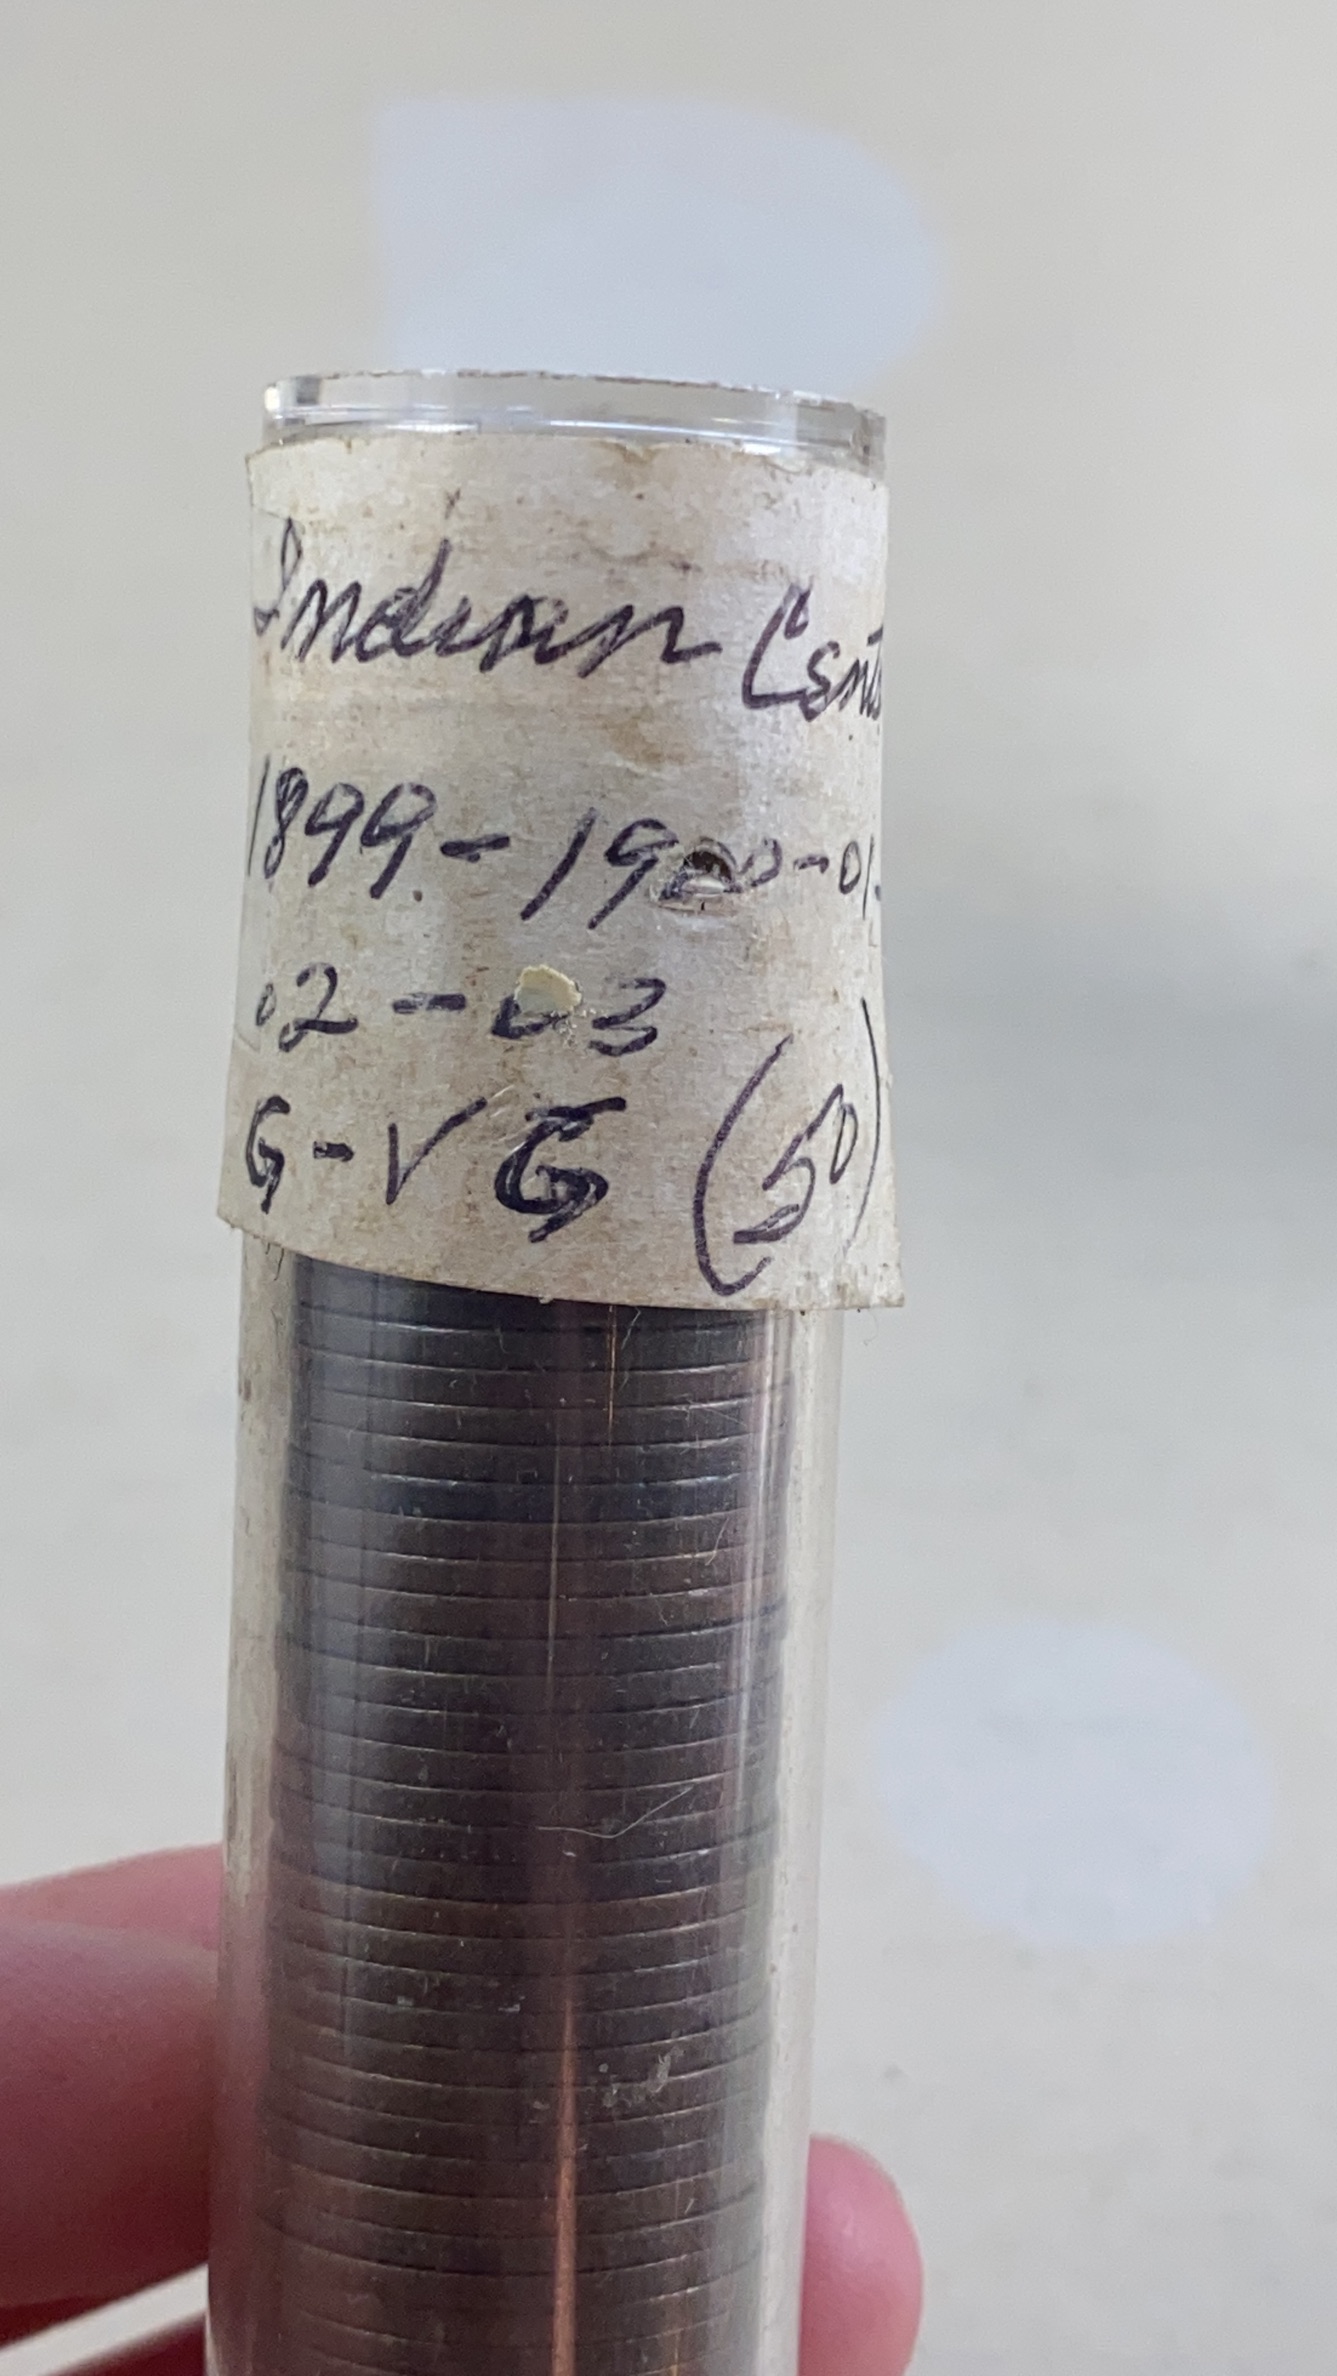 Indian Cents
1899-1900-01-
02-03
G-VG (50)